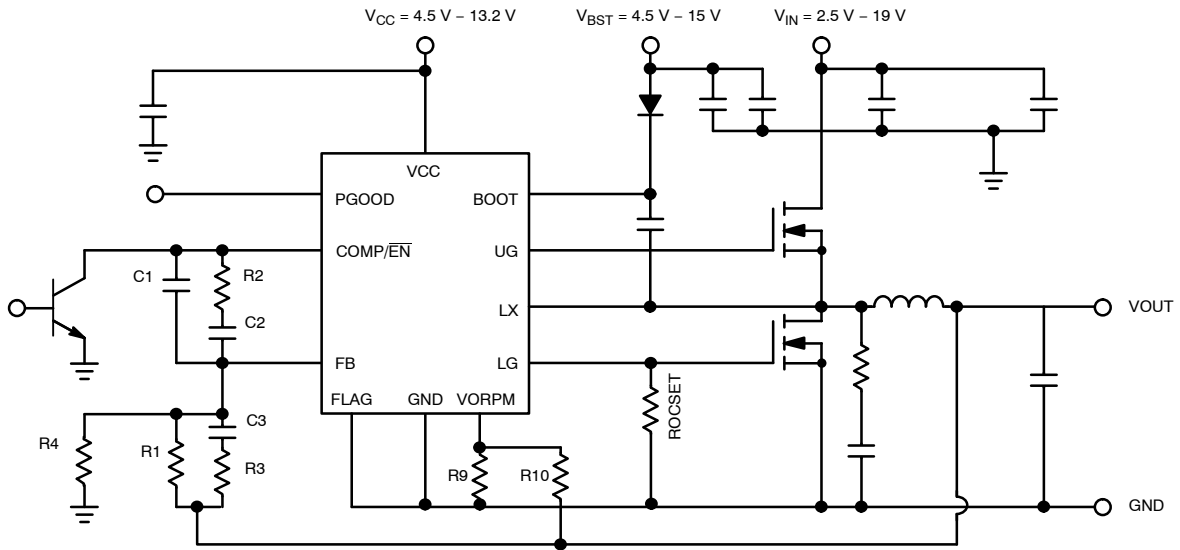 VCC = 4.5 V − 13.2 V
VBST = 4.5 V − 15 V
VIN = 2.5 V − 19 V
VCC
PGOOD
BOOT
COMP/EN
UG
C1
R2
C2
LX
VOUT
FB
LG
FLAG
GND
VORPM
ROCSET
C3
R4
R1
R3
R9
R10
GND